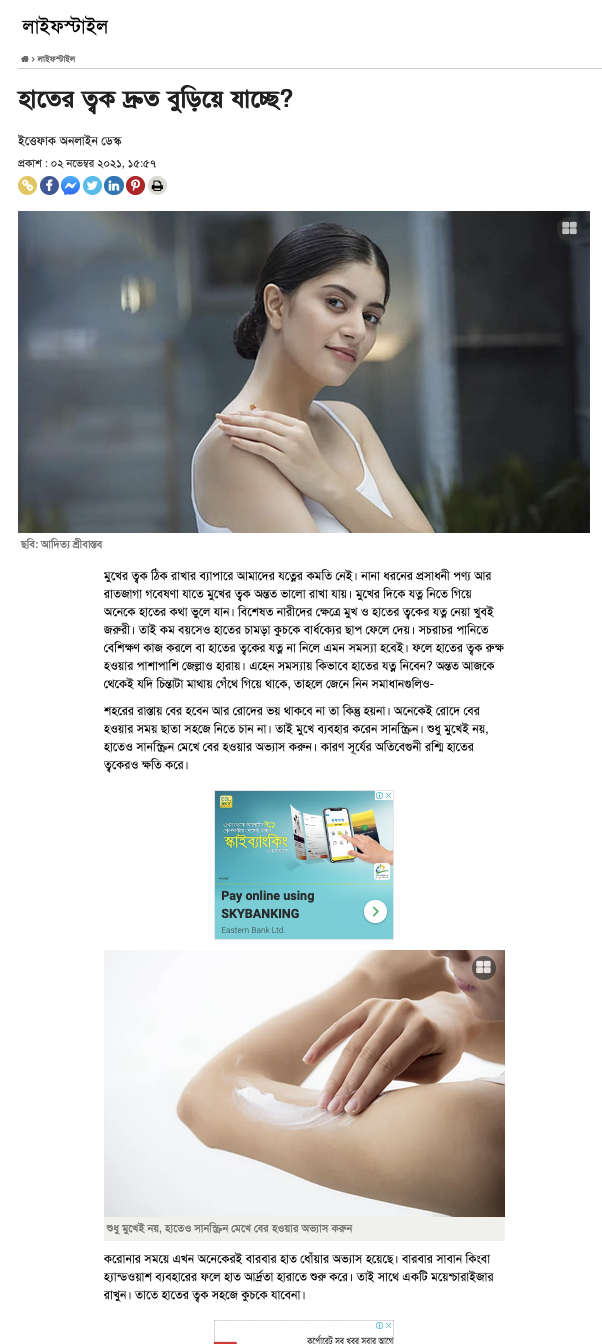 লাইফস্টাইল
› লাইফস্টাইল
হাতের ত্বক দ্রুত বুড়িয়ে যাচ্ছে?
ইত্তেফাক অনলাইন ডেস্ক
প্রকাশ : ০২ নভেম্বর ২০২১, ১৫:৫৭
ছবি: আদিত্য শ্রীবাস্তব
মুখের ত্বক ঠিক রাখার ব্যাপারে আমাদের যত্নের কমতি নেই। নানা ধরনের প্রসাধনী পণ্য আর
রাতজাগা গবেষণা যাতে মুখের ত্বক অন্তত ভালো রাখা যায়। মুখের দিকে যত্ন নিতে গিয়ে
অনেকে হাতের কথা ভুলে যান। বিশেষত নারীদের ক্ষেত্রে মুখ ও হাতের ত্বকের যত্ন নেয়া খুবই
জরুরী। তাই কম বয়সেও হাতের চামড়া কুচকে বার্ধক্যের ছাপ ফেলে দেয়। সচরাচর পানিতে
বেশিক্ষণ কাজ করলে বা হাতের ত্বকের যত্ন না নিলে এমন সমস্যা হবেই। ফলে হাতের ত্বক রুক্ষ
হওয়ার পাশাপাশি জেল্লাও হারায়। এহেন সমস্যায় কিভাবে হাতের যত্ন নিবেন? অন্তত আজকে
থেকেই যদি চিন্তাটা মাথায় গেঁথে গিয়ে থাকে, তাহলে জেনে নিন সমাধানগুলিও-
শহরের রাস্তায় বের হবেন আর রোদের ভয় থাকবে না তা কিন্তু হয়না। অনেকেই রোদে বের
হওয়ার সময় ছাতা সহজে নিতে চান না। তাই মুখে ব্যবহার করেন সানস্ক্রিন। শুধু মুখেই নয়,
হাতেও সানস্ক্রিন মেখে বের হওয়ার অভ্যাস করুন। কারণ সূর্যের অতিবেগুনী রশ্মি হাতের
ত্বকেরও ক্ষতি করে।
স্কাইব্যাংকিং
Pay online using
SKYBANKING
Eastern Bank Ltd.
শুধু মুখেই নয়, হাতেও সানস্ক্রিন মেখে বের হওয়ার অভ্যাস করুন
করোনার সময়ে এখন অনেকেরই বারবার হাত ধোঁয়ার অভ্যাস হয়েছে। বারবার সাবান কিংবা
হ্যান্ডওয়াশ ব্যবহারের ফলে হাত আর্দ্রতা হারাতে শুরু করে। তাই সাথে একটি ময়েশ্চারাইজার
রাখুন। তাতে হাতের ত্বক সহজে কুচকে যাবেনা।
কর্পোরেট সব খবর সবার আগে